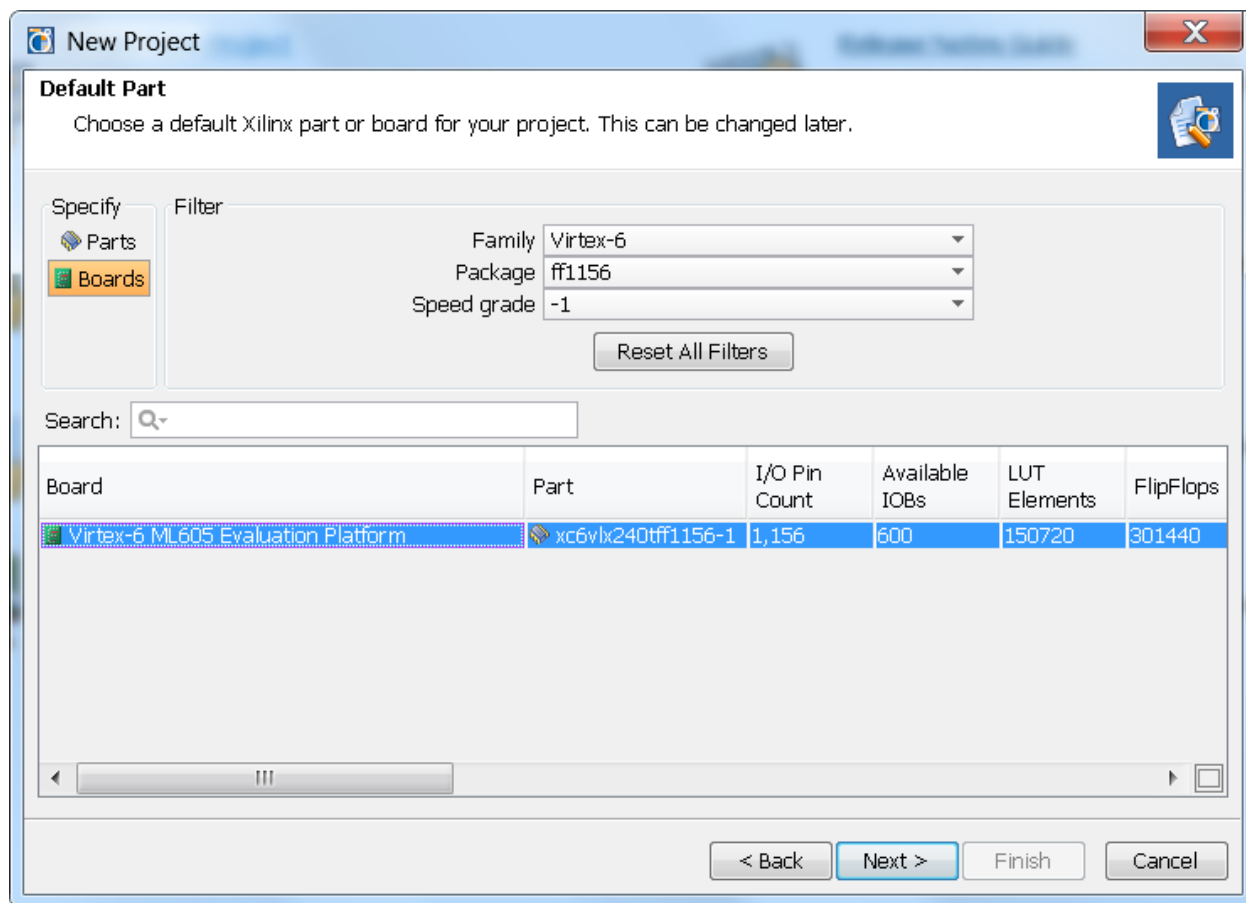 New Project
Default Part
Choose a default Xilinx part or board for your project. This can be changed later.
Specify
Parts
Boards
Filter
Family Virtex-6
Package ff1156
Speed grade -1
Reset All Filters
Search:
Board Part I/O Pin Count Available IOBs LUT Elements FlipFlops
Virtex-6 ML605 Evaluation Platform xc6vlx240tff1156-1 1,156 600 150720 301440
< Back Next > Finish Cancel